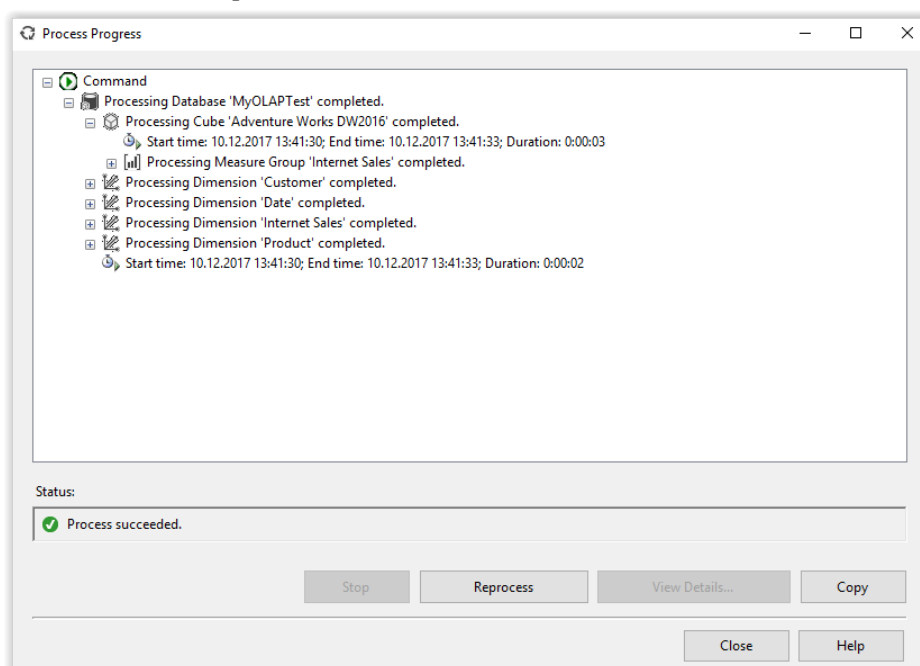 Process Progress
Command
Processing Database 'MyOLAPTest' completed.
Processing Cube 'Adventure Works DW2016' completed.
Start time: 10.12.2017 13:41:30; End time: 10.12.2017 13:41:33; Duration: 0:00:03
Processing Measure Group 'Internet Sales' completed.
Processing Dimension 'Customer' completed.
Processing Dimension 'Date' completed.
Processing Dimension 'Internet Sales' completed.
Processing Dimension 'Product' completed.
Start time: 10.12.2017 13:41:30; End time: 10.12.2017 13:41:33; Duration: 0:00:02
Status:
Process succeeded.
Stop Reprocess View Details... Copy
Close Help